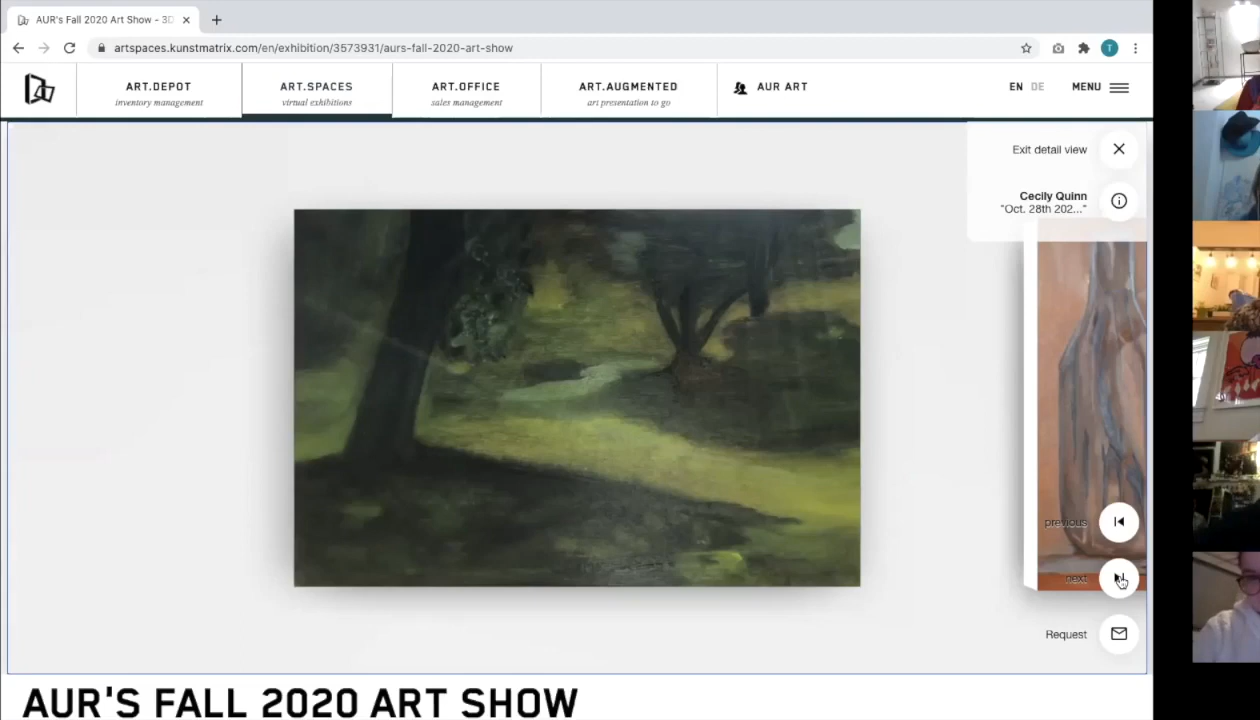 AUR's Fall 2020 Art Show - 3D
artspaces.kunstmatrix.com/en/exhibition/3573931/aurs-fall-2020-art-show
T
ART.DEPOT
inventory management
ART.SPACES
virtual exhibitions
ART.OFFICE
sales management
ART.AUGMENTED
art presentation to go
AUR ART
EN DE
MENU
Exit detail view
Cecily Quinn
"Oct. 28th 202..."
previous
next
Request
AUR'S FALL 2020 ART SHOW